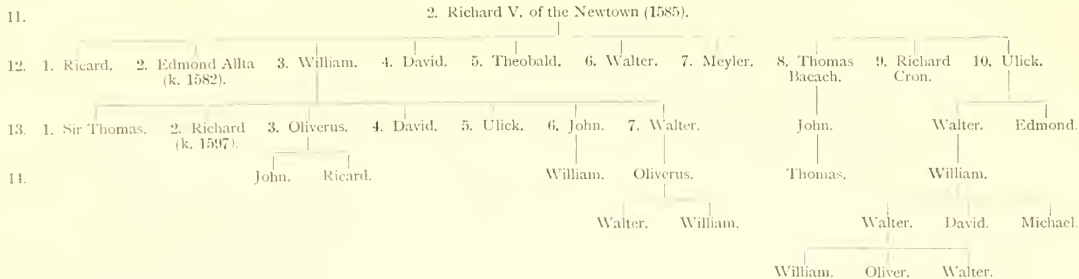 11. 2. Richard V. of the Newtown (1585).
12. 1. Ricard. 2. Edmond Allta 3. William. 4. David. 5. Theobald. 6. Walter. 7. Meyler. 8. Thomas 9. Richard 10. Ulick.
(k. 1582). Bacach. Cron.
13. 1. Sir Thomas. 2. Richard 3. Oliverus. 4. David. 5. Ulick. 6. John. 7. Walter. John. Walter. Edmond.
(k. 1597).
14. John. Ricard. William. Oliverus. Thomas. William.
Walter. William. Walter. David. Michael.
William. Oliver. Walter.